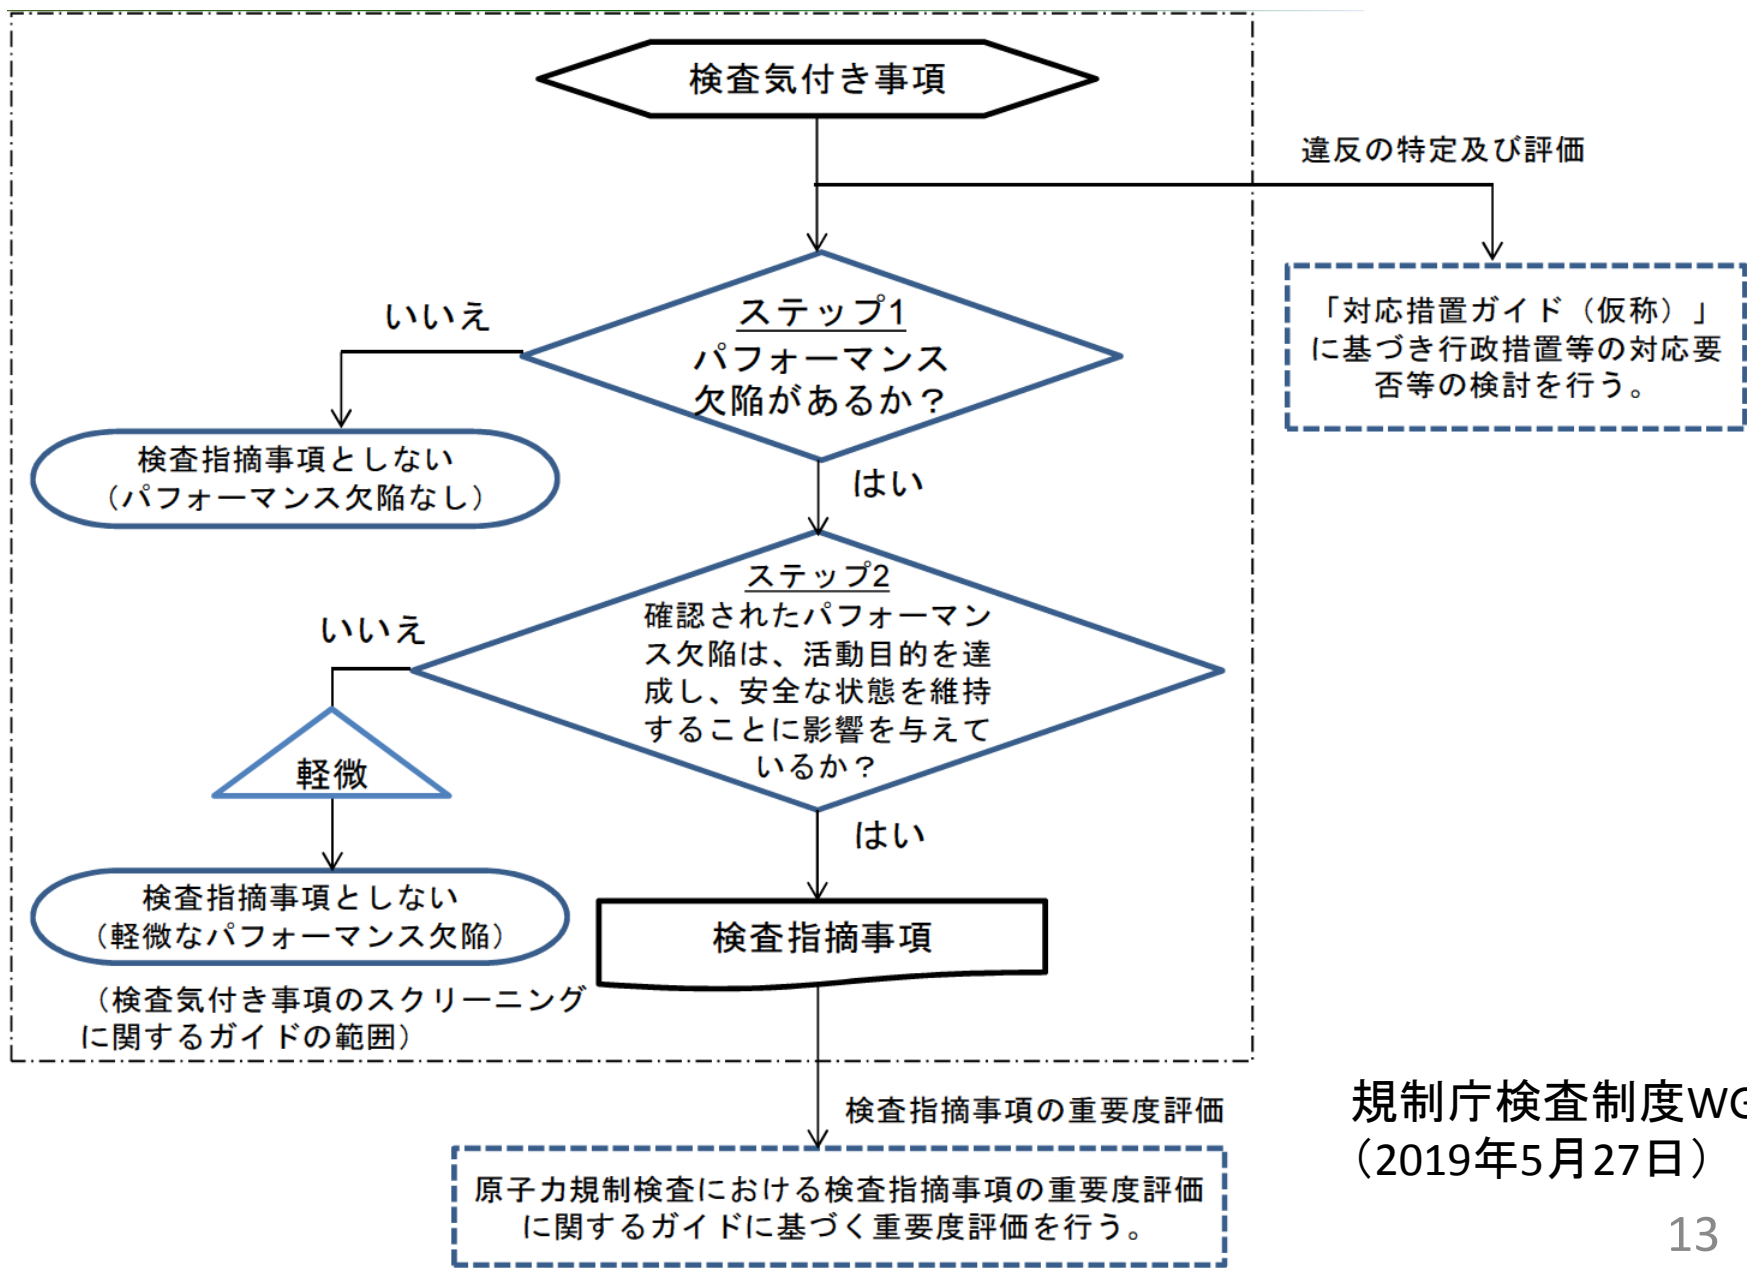 検査気付き事項
違反の特定及び評価
「対応措置ガイド（仮称）」
に基づき行政措置等の対応要
否等の検討を行う。
いいえ
ステップ1
パフォーマンス
欠陥があるか？
検査指摘事項としない
（パフォーマンス欠陥なし）
はい
ステップ2
確認されたパフォーマン
ス欠陥は、活動目的を達
成し、安全な状態を維持
することに影響を与えて
いるか？
いいえ
軽微
検査指摘事項としない
（軽微なパフォーマンス欠陥）
はい
検査指摘事項
（検査気付き事項のスクリーニング
に関するガイドの範囲）
検査指摘事項の重要度評価
原子力規制検査における検査指摘事項の重要度評価
に関するガイドに基づく重要度評価を行う。
規制庁検査制度WG
（2019年5月27日）
13